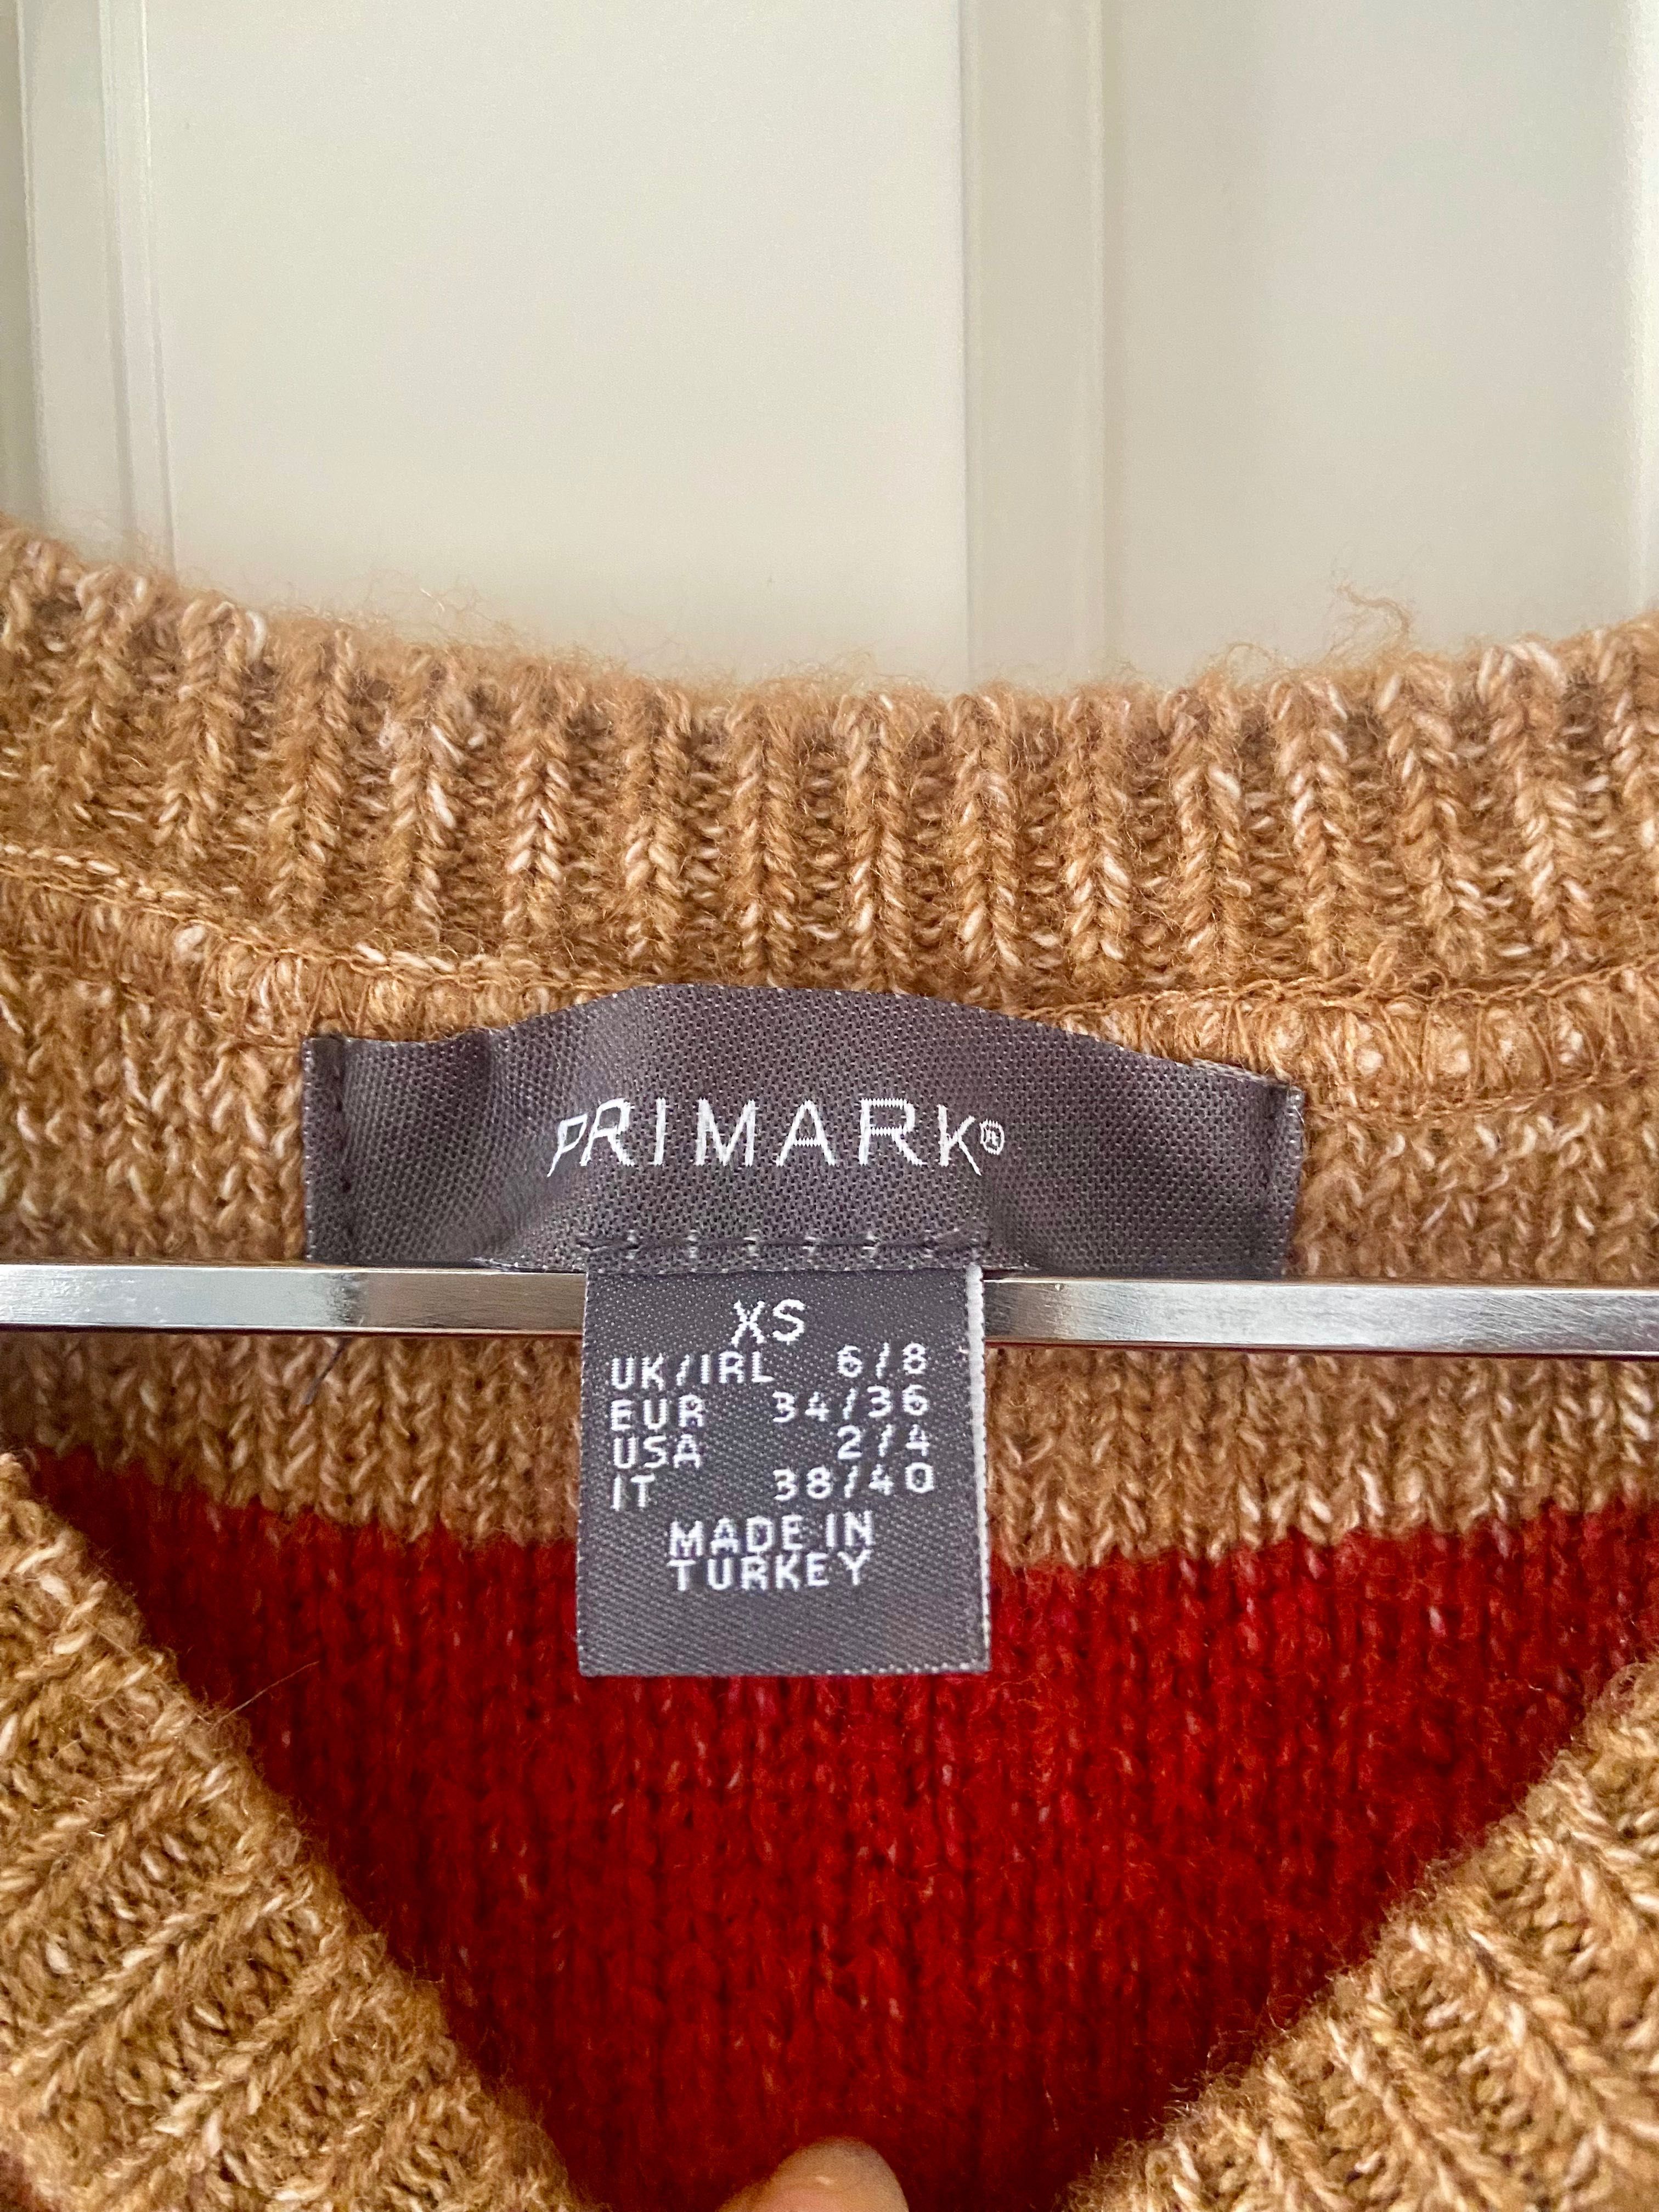 PRIMARK®
XS
UK/IRL 6/8
EUR 34/36
USA 2/4
IT 38/40
MADE IN
TURKEY